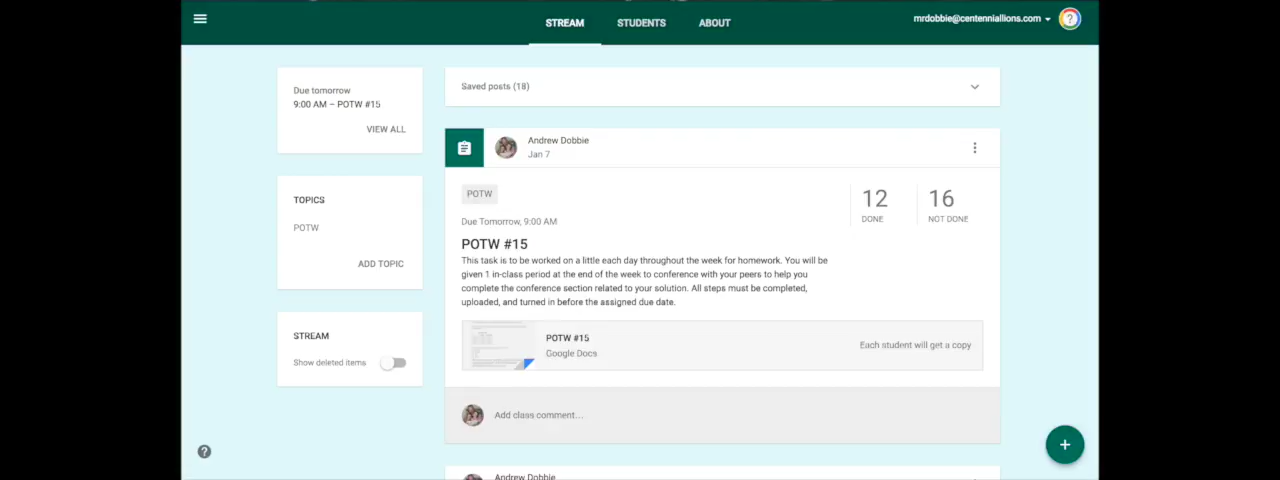 STREAM STUDENTS ABOUT
mrdobbie@centenniallions.com
Due tomorrow
9:00 AM – POTW #15
VIEW ALL
TOPICS
POTW
ADD TOPIC
STREAM
Show deleted items
Saved posts (18)
Andrew Dobbie
Jan 7
POTW
Due Tomorrow, 9:00 AM
12
DONE
16
NOT DONE
POTW #15
This task is to be worked on a little each day throughout the week for homework. You will be
given 1 in-class period at the end of the week to conference with your peers to help you
complete the conference section related to your solution. All steps must be completed,
uploaded, and turned in before the assigned due date.
POTW #15
Google Docs
Each student will get a copy
Add class comment...
Andrew Dobbie